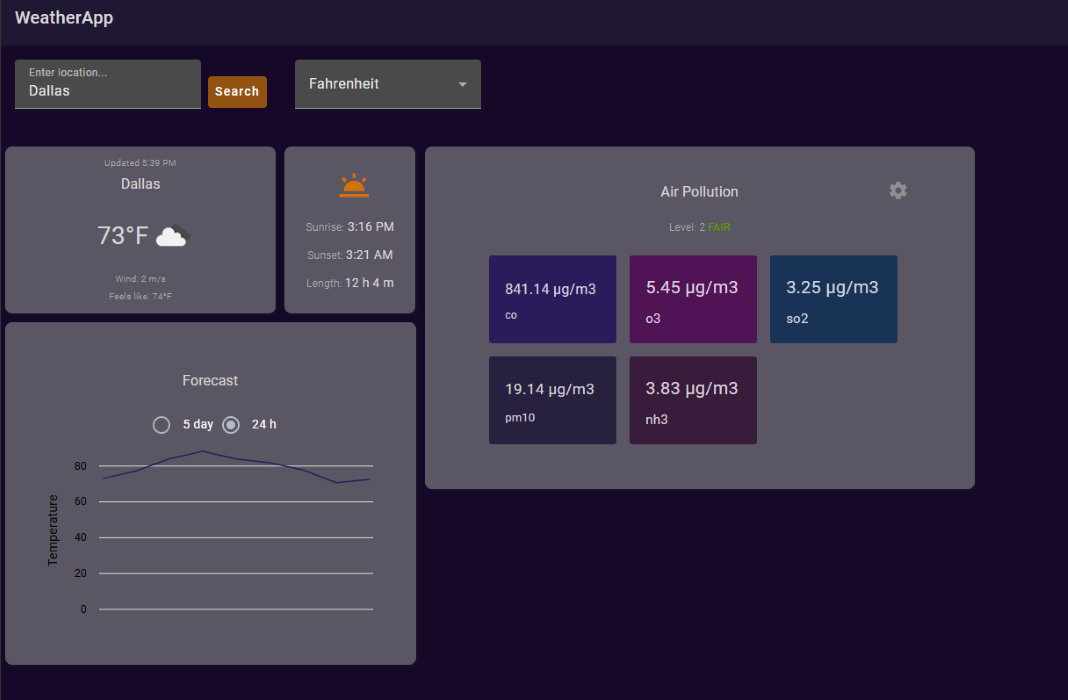 WeatherApp
Enter location...
Dallas
Search
Fahrenheit
Updated 5:39 PM
Dallas
73°F
Wind: 2 m/s
Feels like: 74°F
Sunrise: 3:16 PM
Sunset: 3:21 AM
Length: 12 h 4 m
Air Pollution
Level: 2 FAIR
841.14 µg/m3
co
5.45 µg/m3
o3
3.25 µg/m3
so2
19.14 µg/m3
pm10
3.83 µg/m3
nh3
Forecast
5 day 24 h
Temperature
80
60
40
20
0